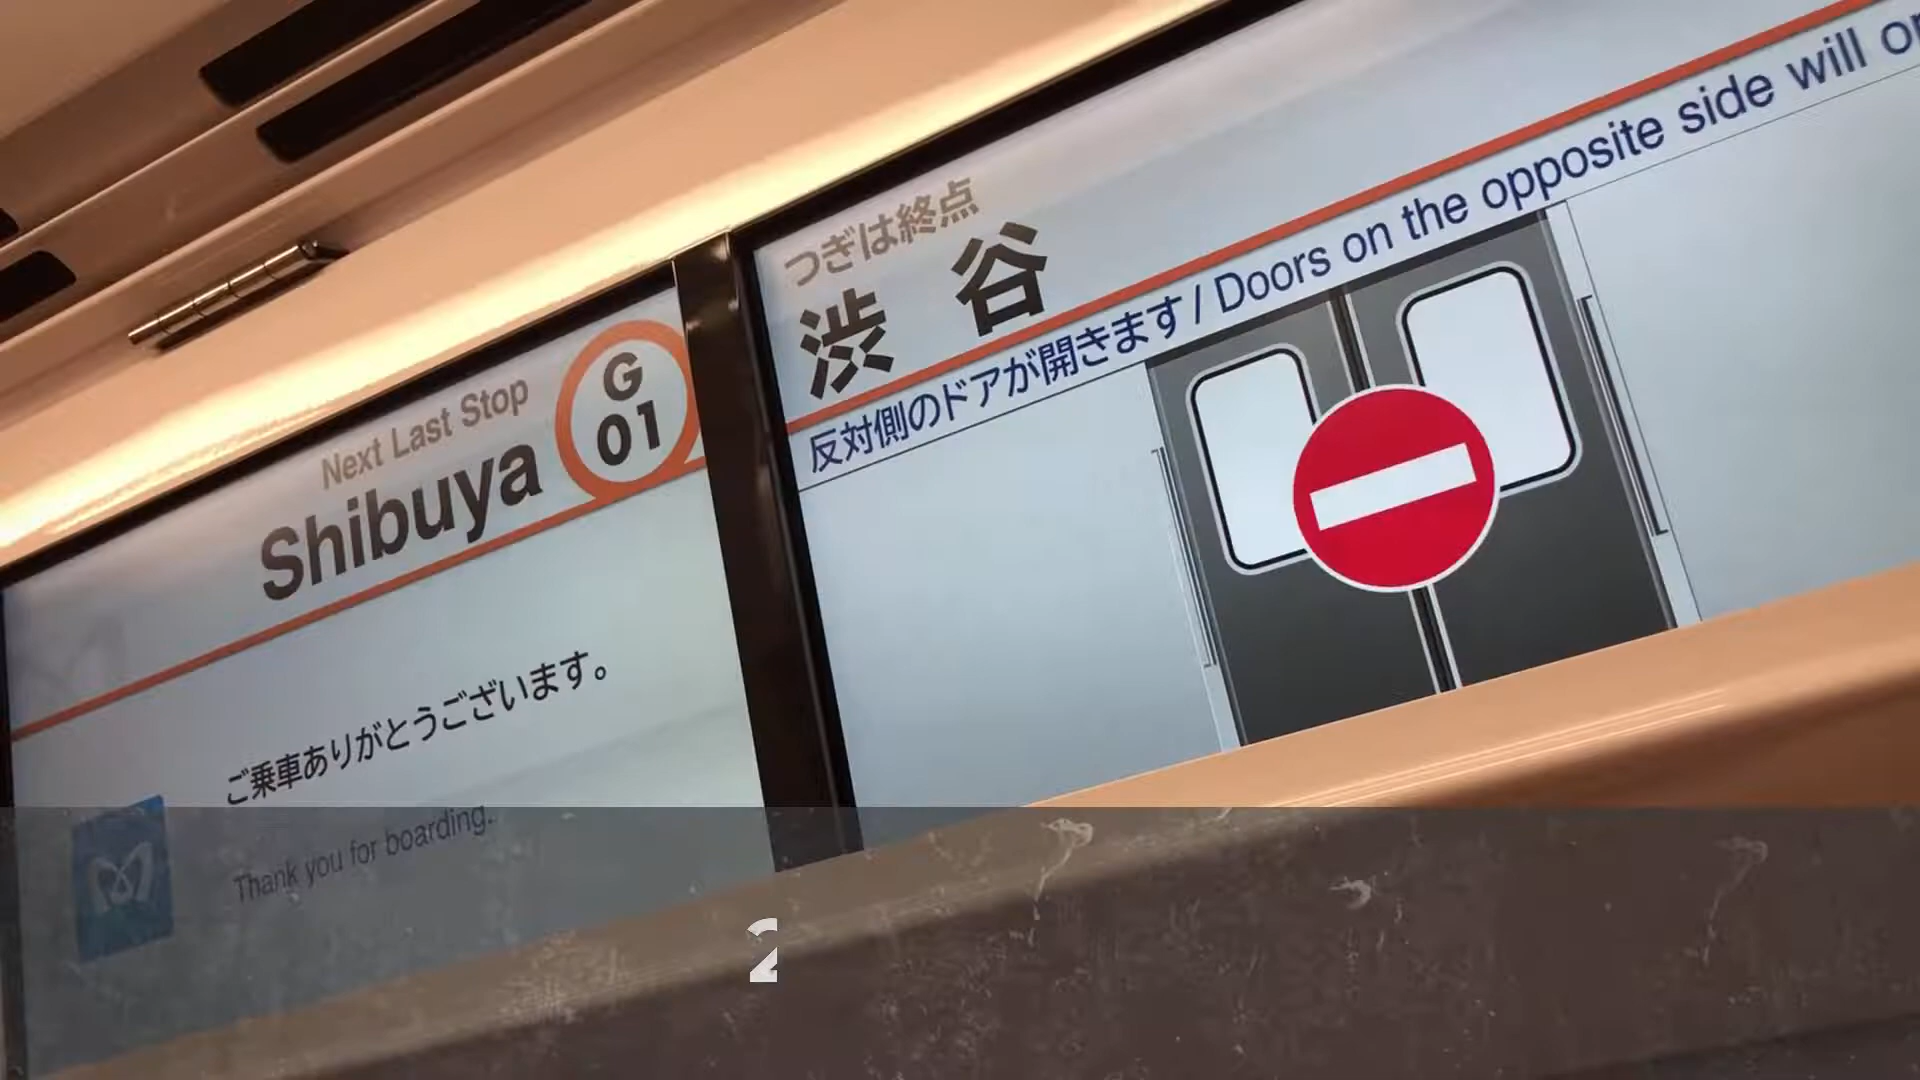 Next Last Stop
Shibuya
G
01
ご乗車ありがとうございます。
Thank you for boarding.
つぎは終点
渋谷
反対側のドアが開きます / Doors on the opposite side will
2